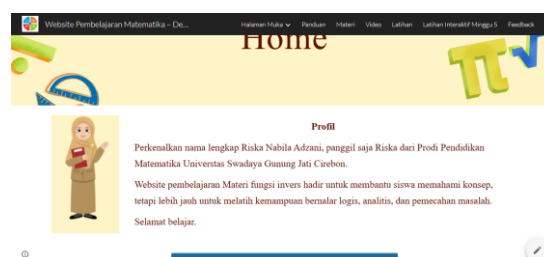 Website Pembelajaran Matematika – De...
Halaman Muka Panduan Materi Video Latihan Latihan Interaktif Minggu 5 Feedback
Home
Profil
Perkenalkan nama lengkap Riska Nabila Adzani, panggil saja Riska dari Prodi Pendidikan
Matematika Universtas Swadaya Gunung Jati Cirebon.
Website pembelajaran Materi fungsi invers hadir untuk membantu siswa memahami konsep,
tetapi lebih jauh untuk melatih kemampuan bernalar logis, analitis, dan pemecahan masalah.
Selamat belajar.